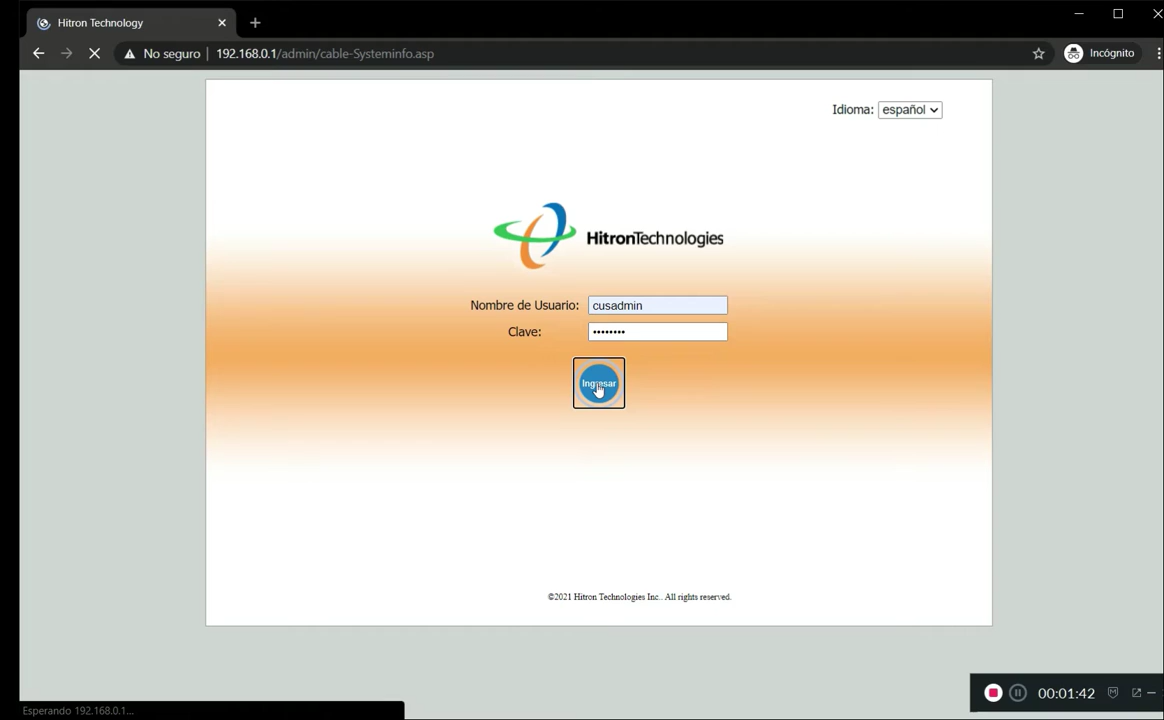 Hitron Technology
No seguro 192.168.0.1/admin/cable-Systeminfo.asp
Incógnito
Idioma: español
HitronTechnologies
Nombre de Usuario: cusadmin
Clave: ••••••••
Ingresar
©2021 Hitron Technologies Inc.. All rights reserved.
00:01:42
Esperando 192.168.0.1...